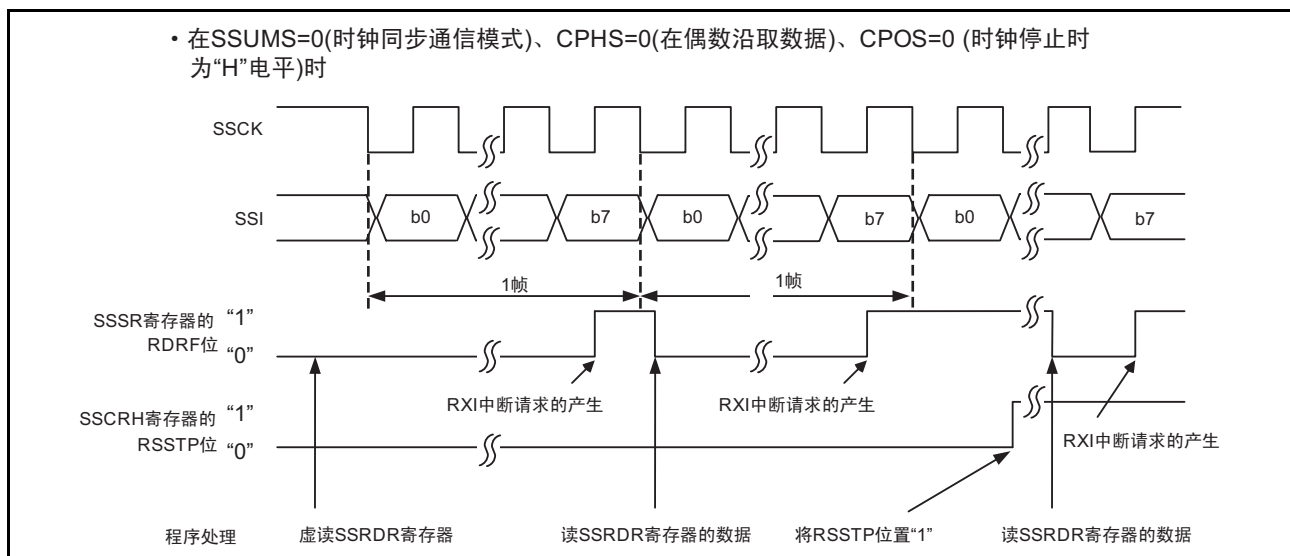 • 在SSUMS=0(时钟同步通信模式)、CPHS=0(在偶数沿取数据)、CPOS=0 (时钟停止时
为“H”电平)时
SSCK
SSI
b0
b7
b0
b7
b0
b7
1帧
1帧
SSSR寄存器的
RDRF位
“1”
“0”
RXI中断请求的产生
RXI中断请求的产生
RXI中断请求的产生
SSCRH寄存器的
RSSTP位
“1”
“0”
程序处理
虚读SSRDR寄存器
读SSRDR寄存器的数据
将RSSTP位置“1”
读SSRDR寄存器的数据